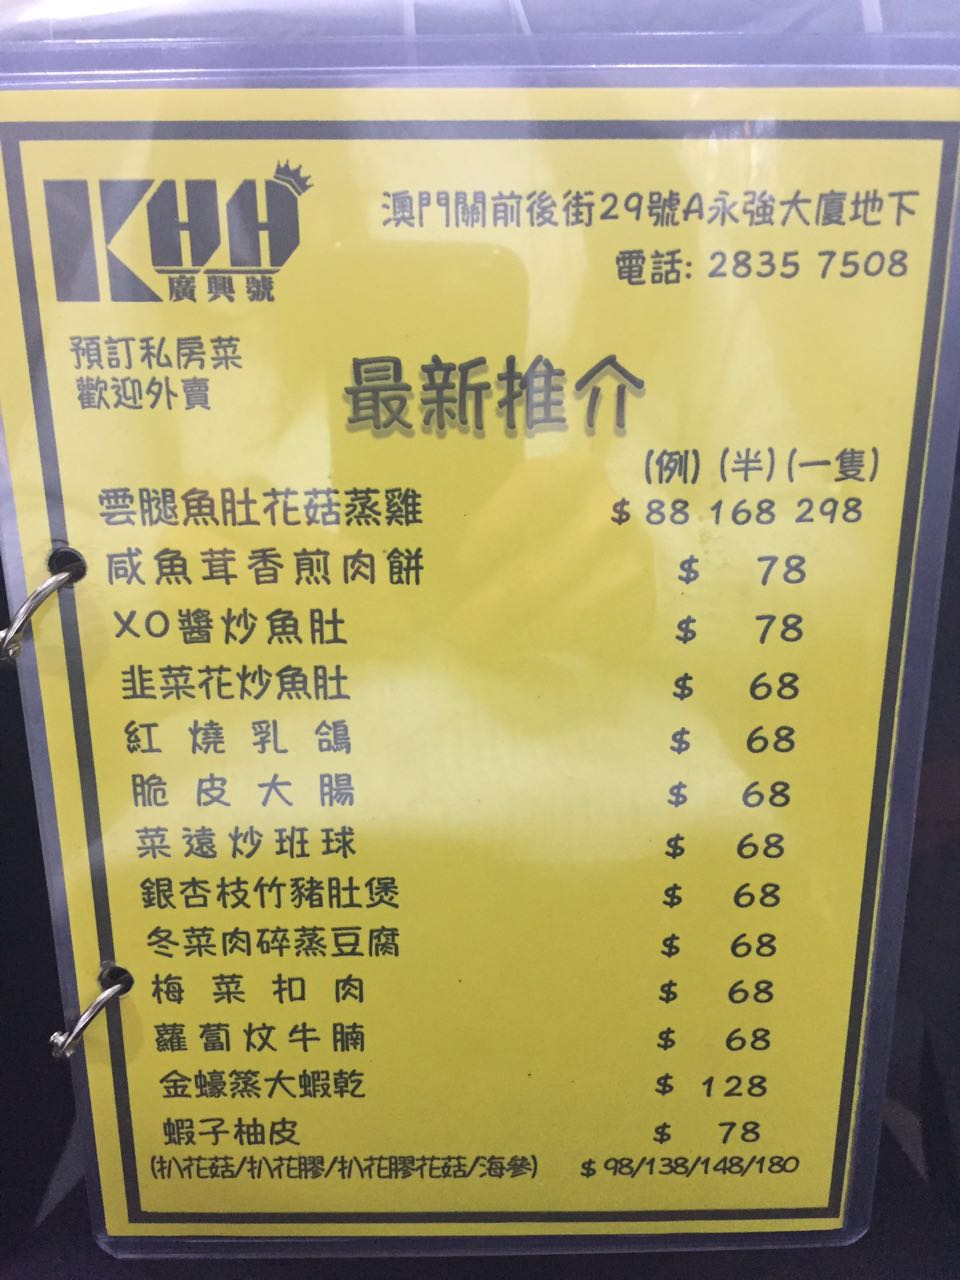 KHH
廣興號
澳門關前後街29號A永強大廈地下
電話: 2835 7508
預訂私房菜
歡迎外賣
最新推介
(例) (半) (一隻)
雲腿魚肚花菇蒸雞 $ 88 168 298
咸魚茸香煎肉餅 $ 78
XO醬炒魚肚 $ 78
韭菜花炒魚肚 $ 68
紅燒乳鴿 $ 68
脆皮大腸 $ 68
菜遠炒班球 $ 68
銀杏枝竹豬肚煲 $ 68
冬菜肉碎蒸豆腐 $ 68
梅菜扣肉 $ 68
蘿蔔炆牛腩 $ 68
金蠔蒸大蝦乾 $ 128
蝦子柚皮 $ 78
(扒花菇/扒花膠/扒花膠花菇/海參) $ 98/138/148/180